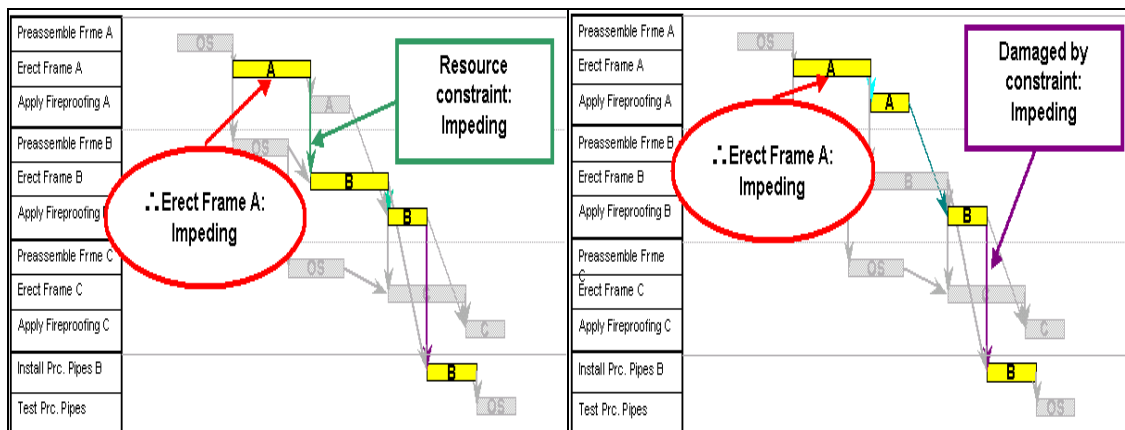 Preassemble Frme A
Erect Frame A
Apply Fireproofing A
Preassemble Frme B
Erect Frame B
Apply Fireproofing
Preassemble Frme C
Erect Frame C
Apply Fireproofing C
Install Prc. Pipes B
Test Prc. Pipes
OS
A
A
OS
B
B
OS
C
C
B
OS
Resource
constraint:
Impeding
∴Erect Frame A:
Impeding
Preassemble Frme A
Erect Frame A
Apply Fireproofing A
Preassemble Frme B
Erect Frame B
Apply Fireproofing B
Preassemble Frme
C
Erect Frame C
Apply Fireproofing C
Install Prc. Pipes B
Test Prc. Pipes
OS
A
A
B
B
OS
C
C
B
OS
Damaged by
constraint:
Impeding
∴Erect Frame A:
Impeding